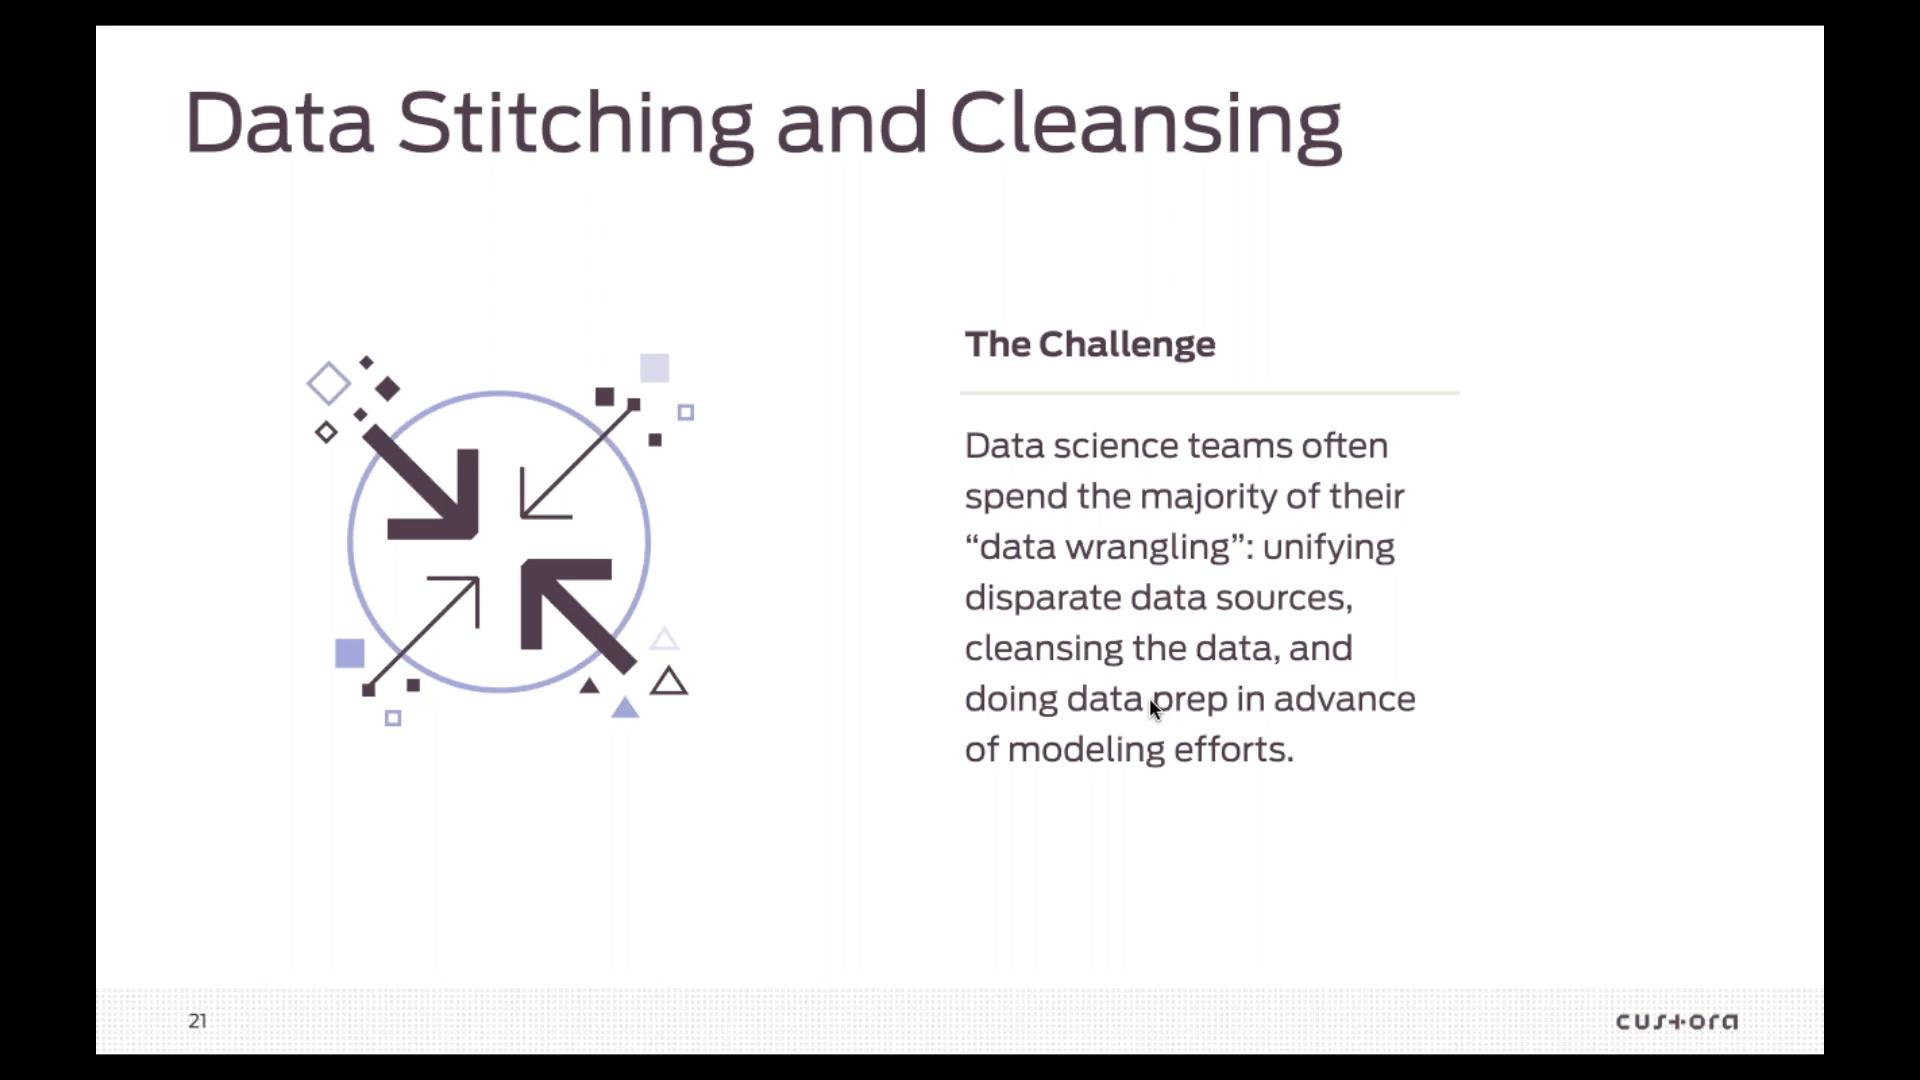 Data Stitching and Cleansing
The Challenge
Data science teams often
spend the majority of their
“data wrangling”: unifying
disparate data sources,
cleansing the data, and
doing data prep in advance
of modeling efforts.
21
custora